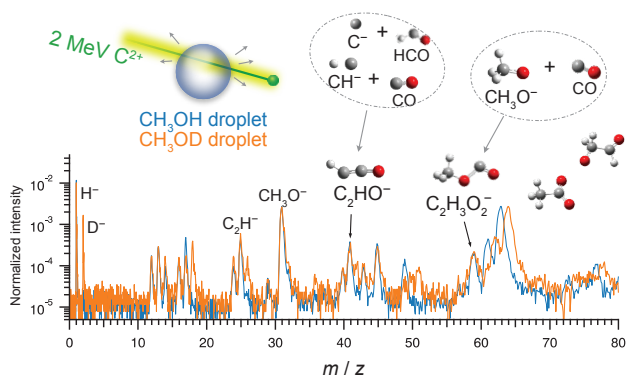 2 MeV C²⁺
CH₃OH droplet
CH₃OD droplet
C⁻ + HCO
CH⁻ + CO
CH₃O⁻ + CO
C₂HO⁻
C₂H₃O₂⁻
H⁻
D⁻
C₂H⁻
CH₃O⁻
Normalized intensity
10⁻²
10⁻³
10⁻⁴
10⁻⁵
0 10 20 30 40 50 60 70 80
m / z